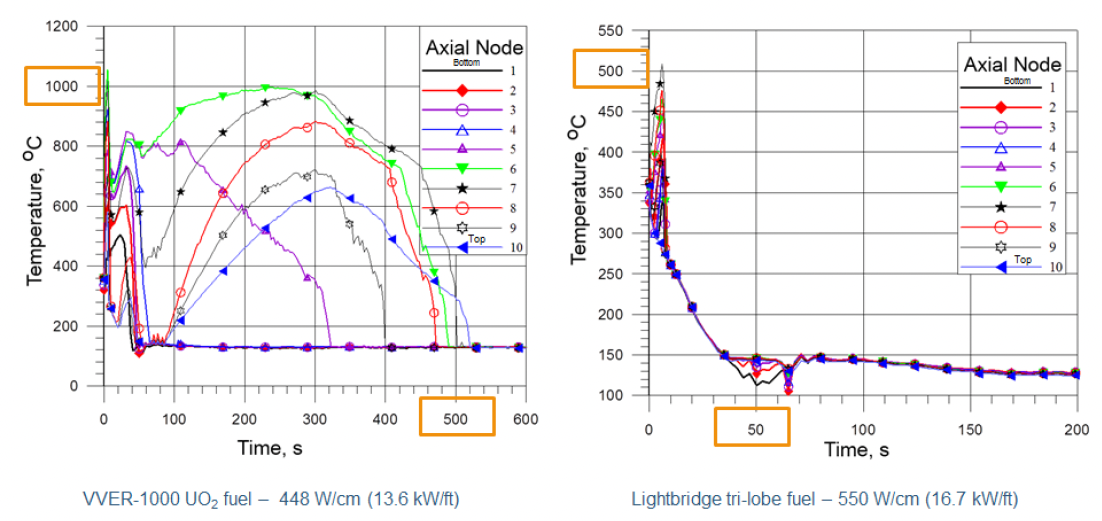 1200
1000
800
600
400
200
0
Temperature, ºC
0 100 200 300 400 500 600
Time, s
Axial Node
Bottom
1
2
3
4
5
6
7
8
9
Top
10
VVER-1000 UO₂ fuel – 448 W/cm (13.6 kW/ft)
550
500
450
400
350
300
250
200
150
100
Temperature, ºC
0 50 100 150 200
Time, s
Axial Node
Bottom
1
2
3
4
5
6
7
8
9
Top
10
Lightbridge tri-lobe fuel – 550 W/cm (16.7 kW/ft)